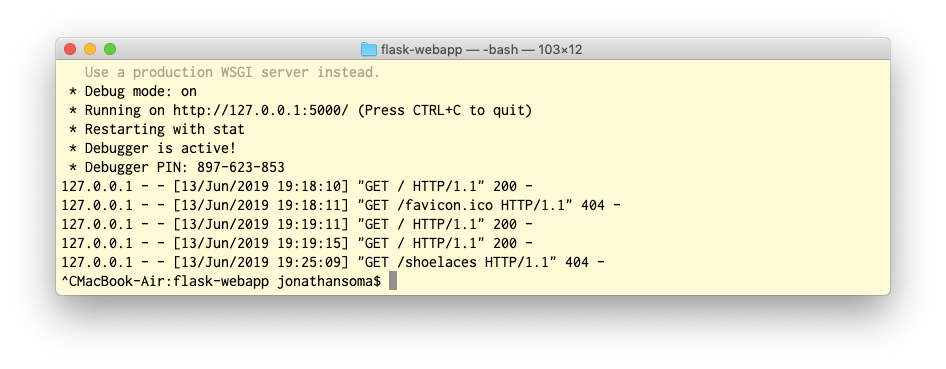 flask-webapp — -bash — 103×12
Use a production WSGI server instead.
* Debug mode: on
* Running on http://127.0.0.1:5000/ (Press CTRL+C to quit)
* Restarting with stat
* Debugger is active!
* Debugger PIN: 897-623-853
127.0.0.1 - - [13/Jun/2019 19:18:10] "GET / HTTP/1.1" 200 -
127.0.0.1 - - [13/Jun/2019 19:18:11] "GET /favicon.ico HTTP/1.1" 404 -
127.0.0.1 - - [13/Jun/2019 19:19:11] "GET / HTTP/1.1" 200 -
127.0.0.1 - - [13/Jun/2019 19:19:15] "GET / HTTP/1.1" 200 -
127.0.0.1 - - [13/Jun/2019 19:25:09] "GET /shoelaces HTTP/1.1" 404 -
^CMacBook-Air:flask-webapp jonathansoma$